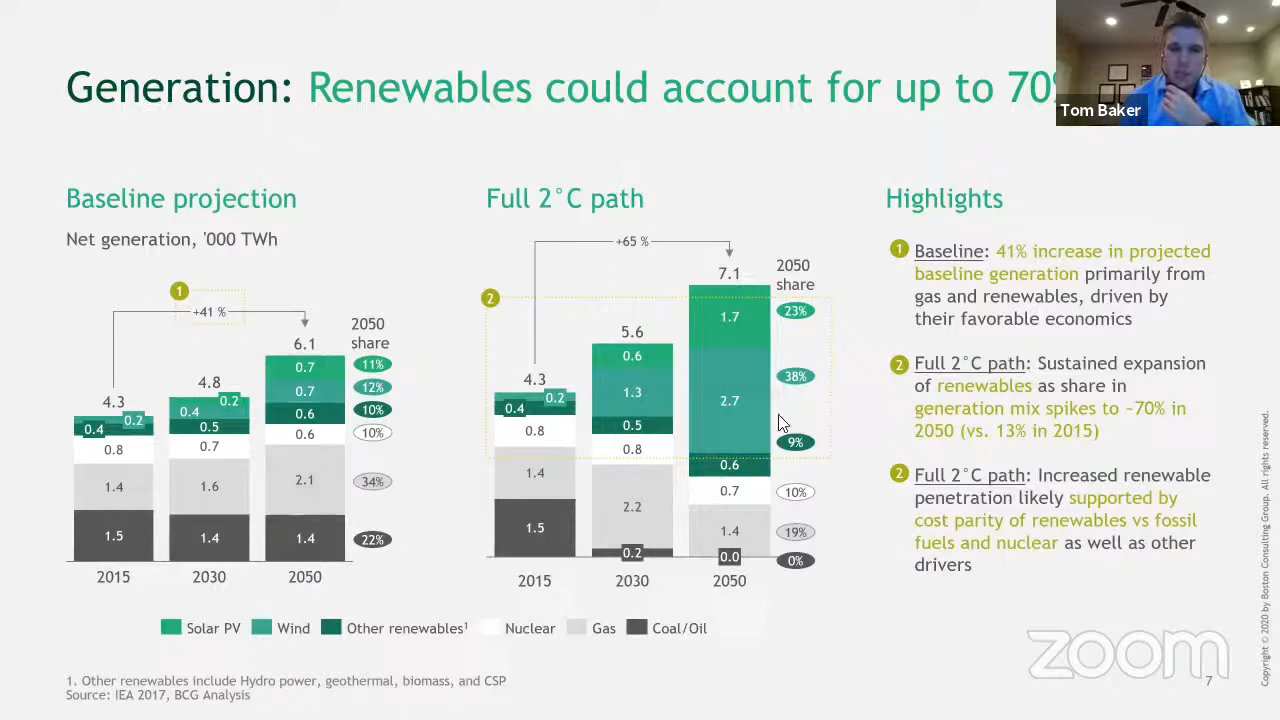 Generation: Renewables could account for up to 70
Tom Baker
Baseline projection
Net generation, '000 TWh
1
+41 %
4.3
0.2
0.4
0.8
1.4
1.5
2015
4.8
0.2
0.4
0.5
0.7
1.6
1.4
2030
6.1
0.7
0.7
0.6
0.6
2.1
1.4
2050
2050
share
11%
12%
10%
10%
34%
22%
Full 2°C path
2
+65 %
4.3
0.2
0.4
0.8
1.4
1.5
2015
5.6
0.6
1.3
0.5
0.8
2.2
0.2
2030
7.1
1.7
2.7
0.6
0.7
1.4
0.0
2050
2050
share
23%
38%
9%
10%
19%
0%
Solar PV Wind Other renewables¹ Nuclear Gas Coal/Oil
Highlights
1 Baseline: 41% increase in projected
baseline generation primarily from
gas and renewables, driven by
their favorable economics
2 Full 2°C path: Sustained expansion
of renewables as share in
generation mix spikes to ~70% in
2050 (vs. 13% in 2015)
2 Full 2°C path: Increased renewable
penetration likely supported by
cost parity of renewables vs fossil
fuels and nuclear as well as other
drivers
1. Other renewables include Hydro power, geothermal, biomass, and CSP
Source: IEA 2017, BCG Analysis
zoom
7
Copyright © 2020 by Boston Consulting Group. All rights reserved.